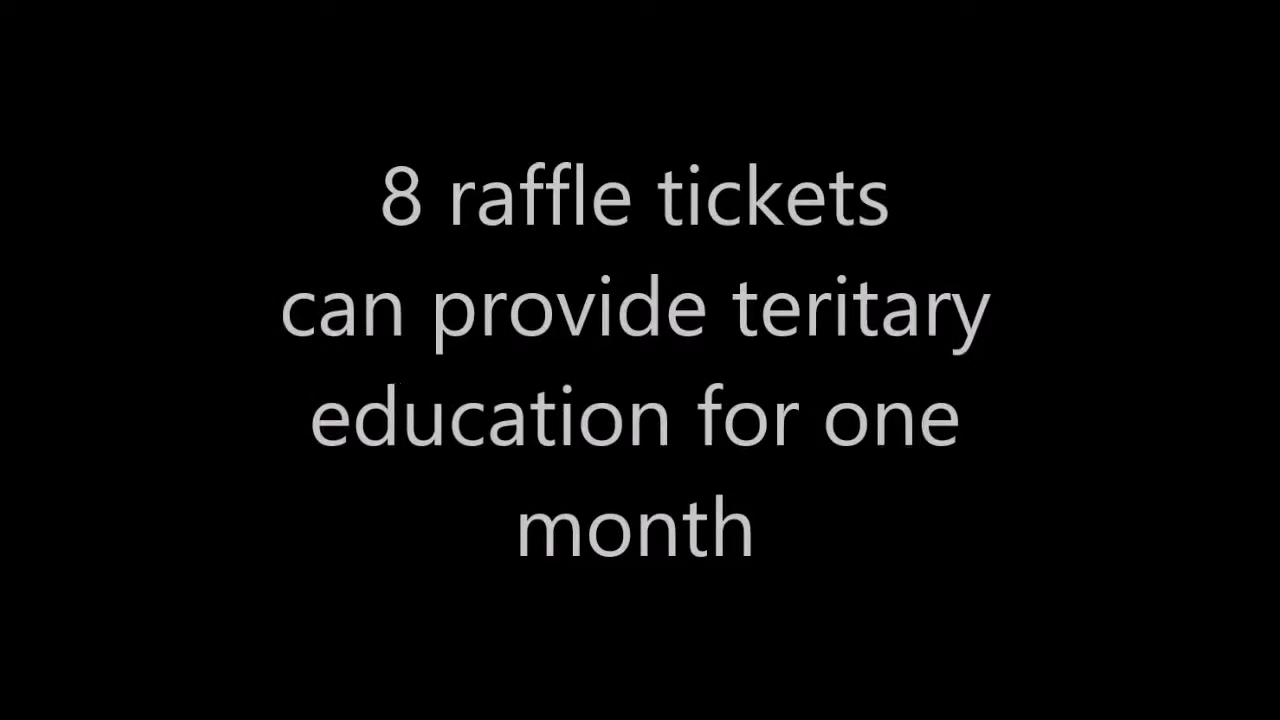 8 raffle tickets
can provide teritary
education for one
month